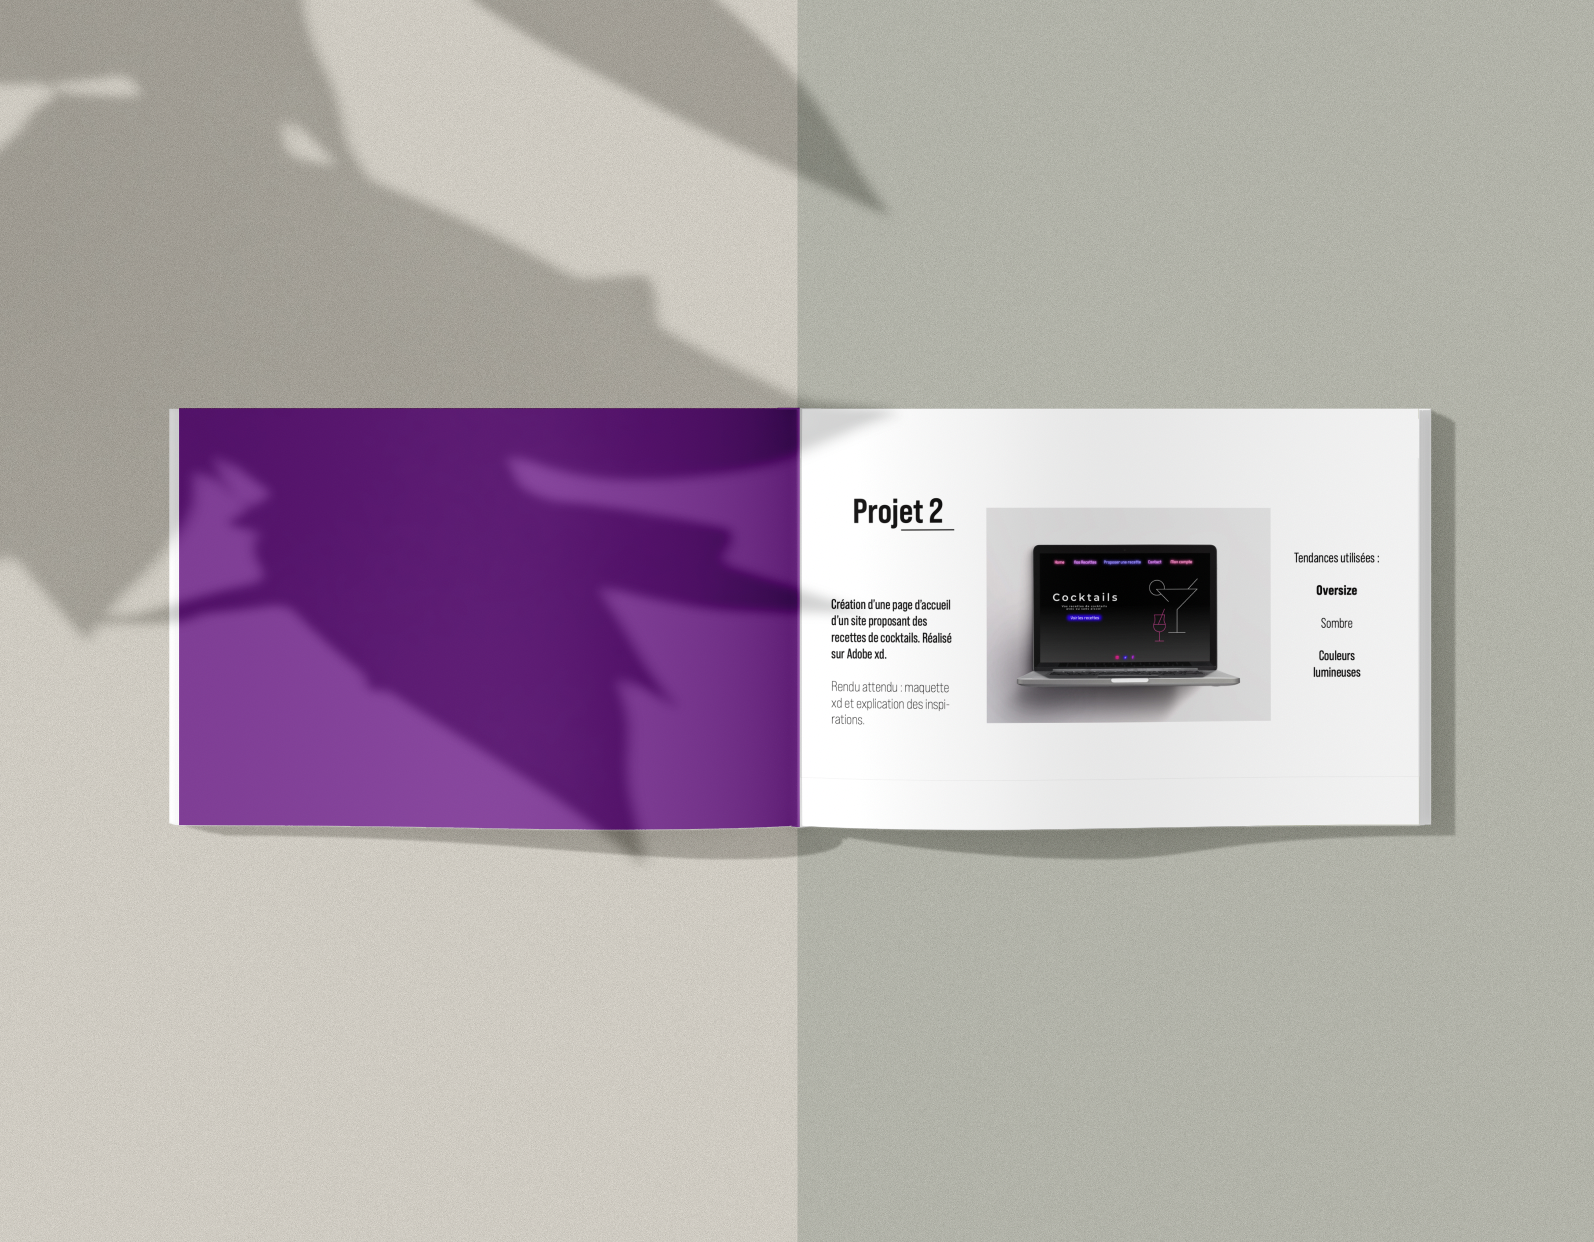 Projet 2
Création d'une page d'accueil
d'un site proposant des
recettes de cocktails. Réalisé
sur Adobe xd.
Rendu attendu : maquette
xd et explication des inspi-
rations.
Home Nos Recettes Proposer une recette Contact Mon compte
Cocktails
Voir les recettes
Tendances utilisées :
Oversize
Sombre
Couleurs
lumineuses